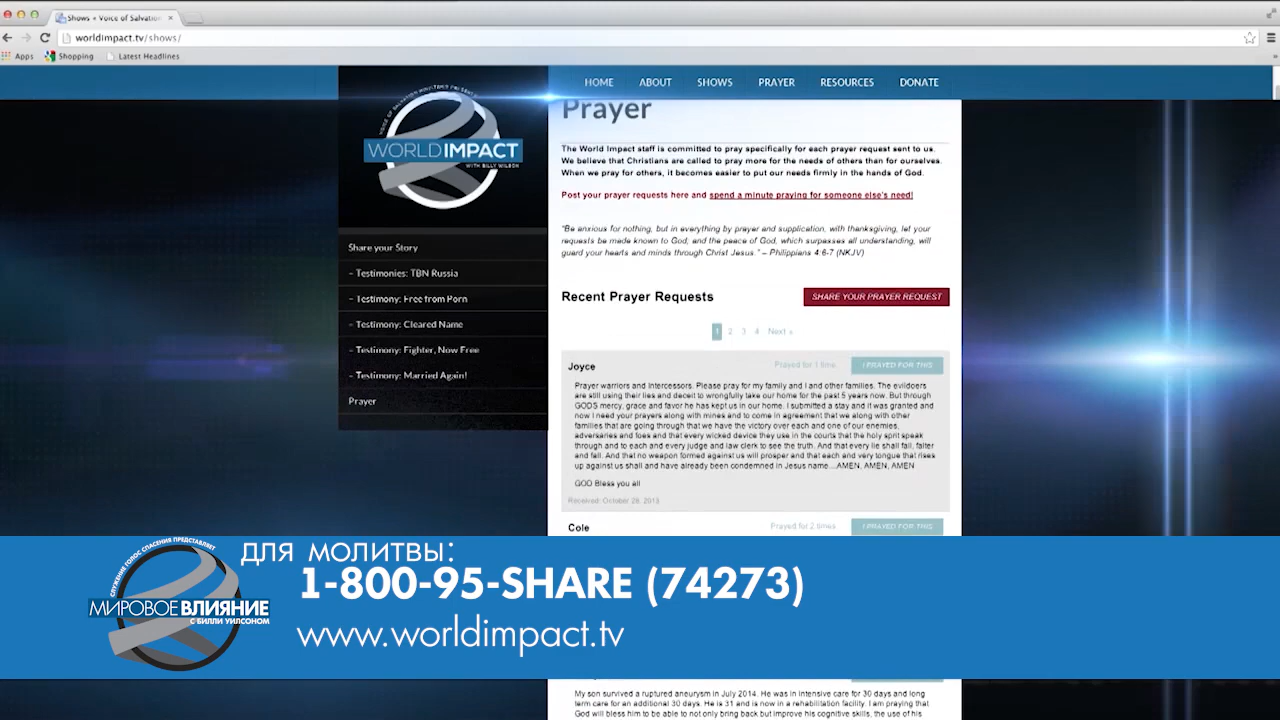 Shows « Voice of Salvation
worldimpact.tv/shows/
Apps Shopping Latest Headlines
HOME ABOUT SHOWS PRAYER RESOURCES DONATE
VOICE OF SALVATION MINISTRIES PRESENTS
WORLDIMPACT
WITH BILLY WILSON
Share your Story
– Testimonies: TBN Russia
– Testimony: Free from Porn
– Testimony: Cleared Name
– Testimony: Fighter, Now Free
– Testimony: Married Again!
Prayer
Prayer
The World Impact staff is committed to pray specifically for each prayer request sent to us.
We believe that Christians are called to pray more for the needs of others than for ourselves.
When we pray for others, it becomes easier to put our needs firmly in the hands of God.
Post your prayer requests here and spend a minute praying for someone else's need!
"Be anxious for nothing, but in everything by prayer and supplication, with thanksgiving, let your
requests be made known to God; and the peace of God, which surpasses all understanding, will
guard your hearts and minds through Christ Jesus." – Philippians 4:6-7 (NKJV)
Recent Prayer Requests SHARE YOUR PRAYER REQUEST
1 2 3 4 Next »
Joyce Prayed for 1 time. I PRAYED FOR THIS
Prayer warriors and Intercessors. Please pray for my family and I and other families. The evildoers
are still using their lies and deceit to wrongfully take our home for the past 5 years now. But through
GODS mercy, grace and favor he has kept us in our home. I submitted a stay and it was granted and
now I need your prayers along with mines and to come in agreement that we along with other
families that are going through that we have the victory over each and one of our enemies,
adversaries and foes and that every wicked device they use in the courts that the holy sprit speak
through and to each and every judge and law clerk to see the truth. And that every lie shall fall, falter
and fail. And that no weapon formed against us will prosper and that each and very tongue that rises
up against us shall and have already been condemned in Jesus name...AMEN, AMEN, AMEN
GOD Bless you all
Received: October 28, 2015
Cole Prayed for 2 times. I PRAYED FOR THIS
СЛУЖЕНИЕ ГОЛОС СПАСЕНИЯ ПРЕДСТАВЛЯЕТ
МИРОВОЕВЛИЯНИЕ
С БИЛЛИ УИЛСОНОМ
для молитвы:
1-800-95-SHARE (74273)
www.worldimpact.tv
My son survived a ruptured aneurysm in July 2014. He was in intensive care for 30 days and long
term care for an additional 30 days. He is 31 and is now in a rehabilitation facility. I am praying that
God will bless him to be able to not only bring back but improve his cognitive skills, the use of his